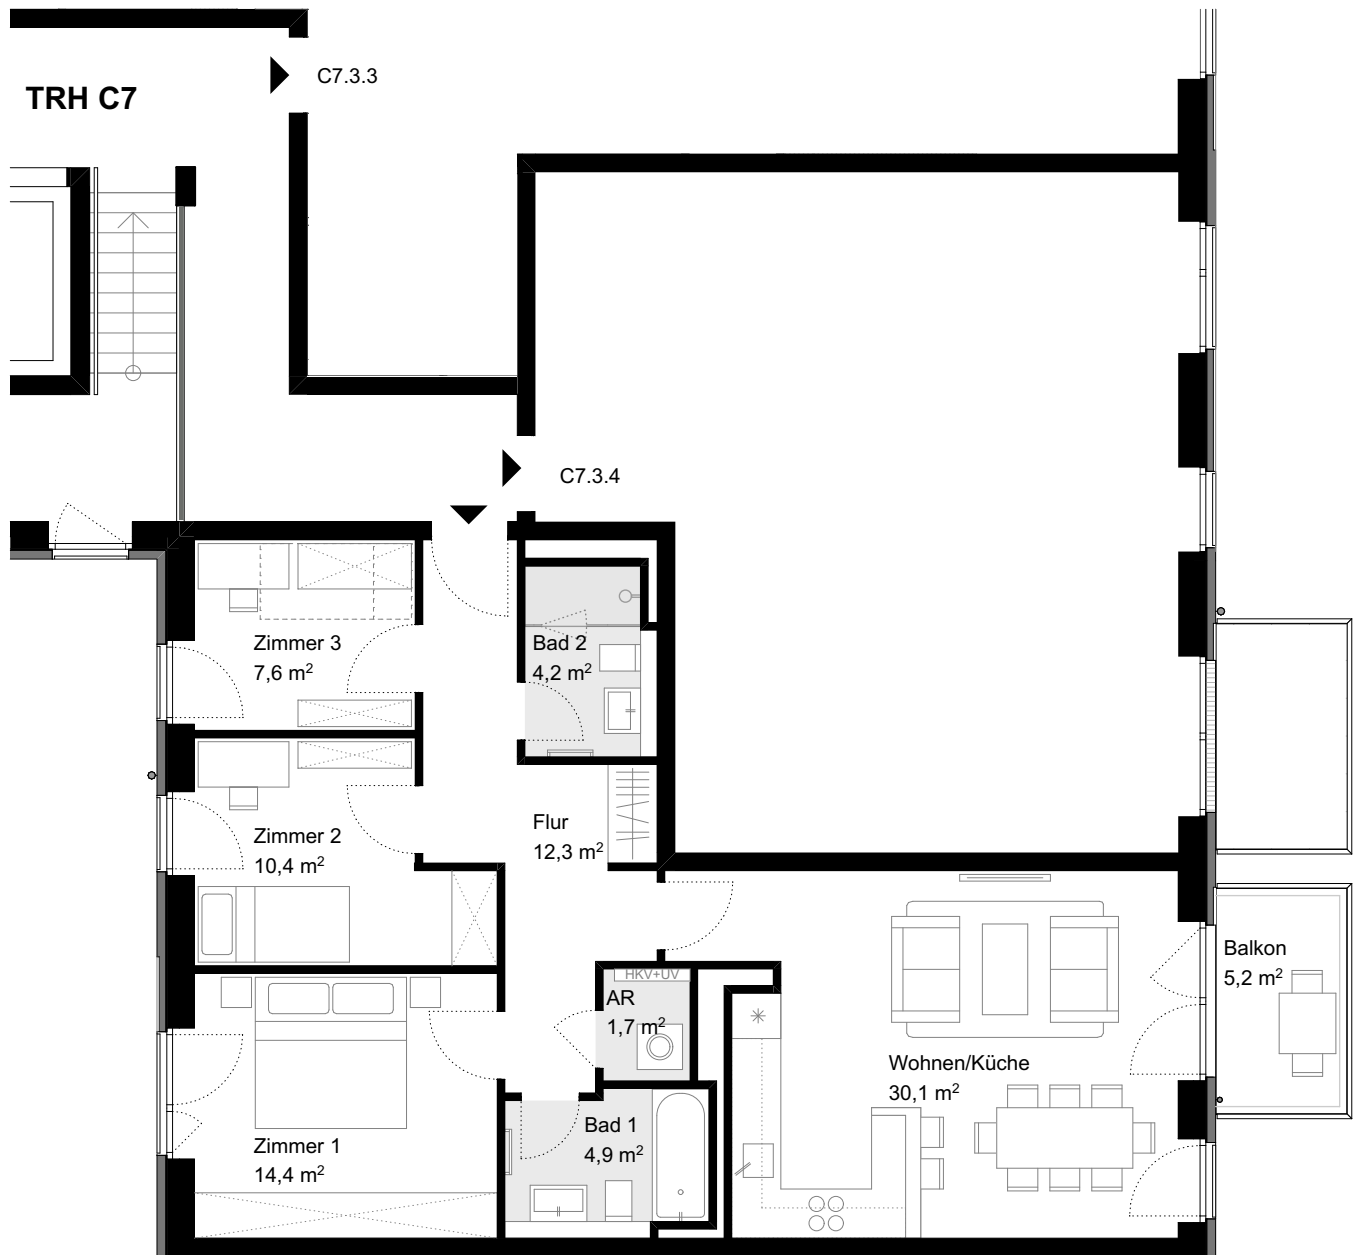 C7.3.3
TRH C7
C7.3.4
Zimmer 3
7,6 m²
Bad 2
4,2 m²
Zimmer 2
10,4 m²
Flur
12,3 m²
Balkon
5,2 m²
HKV+UV
AR
1,7 m²
Wohnen/Küche
30,1 m²
Zimmer 1
14,4 m²
Bad 1
4,9 m²